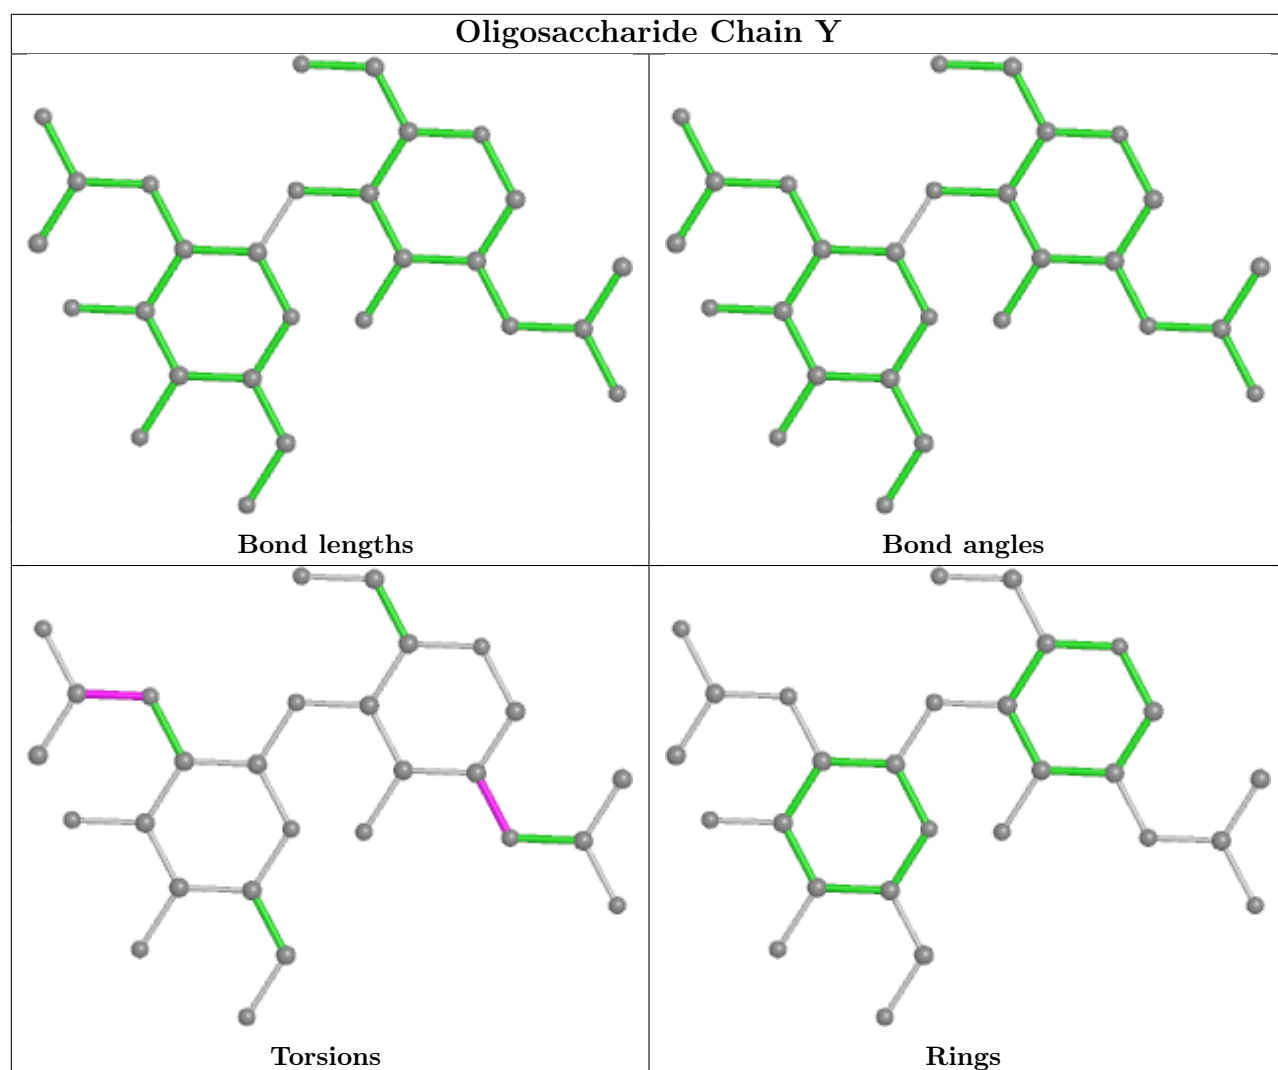 Oligosaccharide Chain Y
Bond lengths
Bond angles
Torsions
Rings